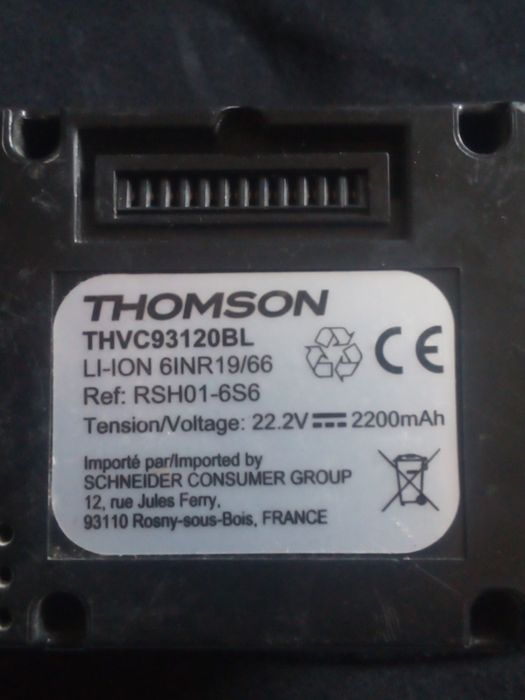 THOMSON
THVC93120BL
LI-ION 6INR19/66
Ref: RSH01-6S6
Tension/Voltage: 22.2V 2200mAh
CE
Importé par/Imported by
SCHNEIDER CONSUMER GROUP
12, rue Jules Ferry,
93110 Rosny-sous-Bois, FRANCE